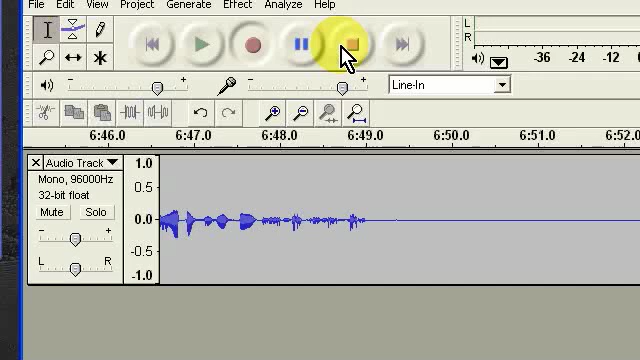 File Edit View Project Generate Effect Analyze Help
L
R
-36 -24 -12 0
Line-In
6:46.0 6:47.0 6:48.0 6:49.0 6:50.0 6:51.0 6:52.0
Audio Track
Mono, 96000Hz
32-bit float
Mute Solo
- +
L R
1.0
0.5
0.0
-0.5
-1.0